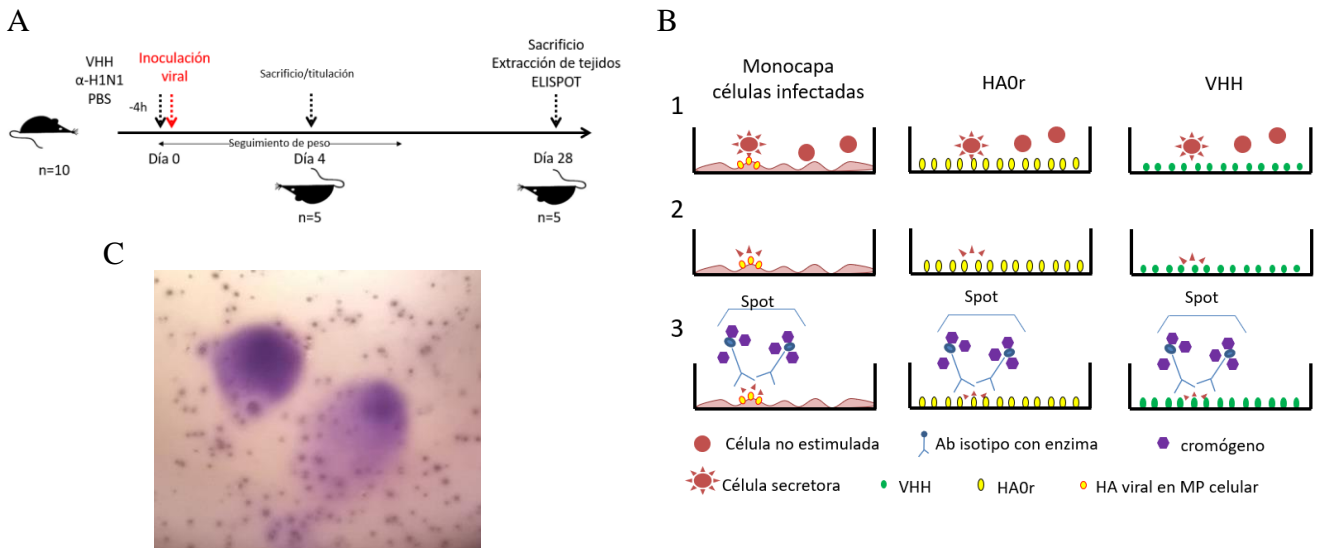 A
VHH
α-H1N1
PBS
-4h
Inoculación
viral
Sacrificio/titulación
Sacrificio
Extracción de tejidos
ELISPOT
Seguimiento de peso
n=10
Día 0
Día 4
Día 28
n=5
n=5
C
B
Monocapa
células infectadas
HA0r
VHH
1
2
3
Spot
Spot
Spot
Célula no estimulada
Ab isotipo con enzima
cromógeno
Célula secretora
VHH
HA0r
HA viral en MP celular